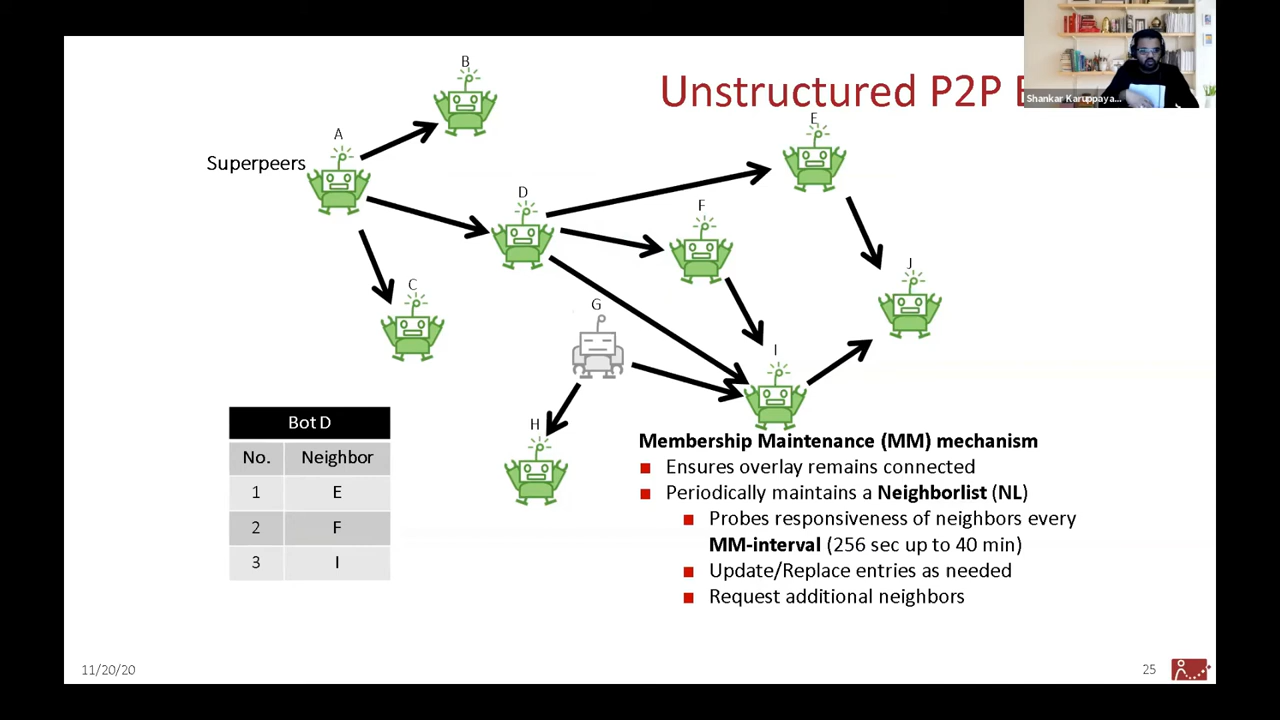 Unstructured P2P
Shankar Karuppaya...
Superpeers
A
B
C
D
E
F
G
H
I
J
Bot D
No. Neighbor
1 E
2 F
3 I
Membership Maintenance (MM) mechanism
Ensures overlay remains connected
Periodically maintains a Neighborlist (NL)
Probes responsiveness of neighbors every
MM-interval (256 sec up to 40 min)
Update/Replace entries as needed
Request additional neighbors
11/20/20
25